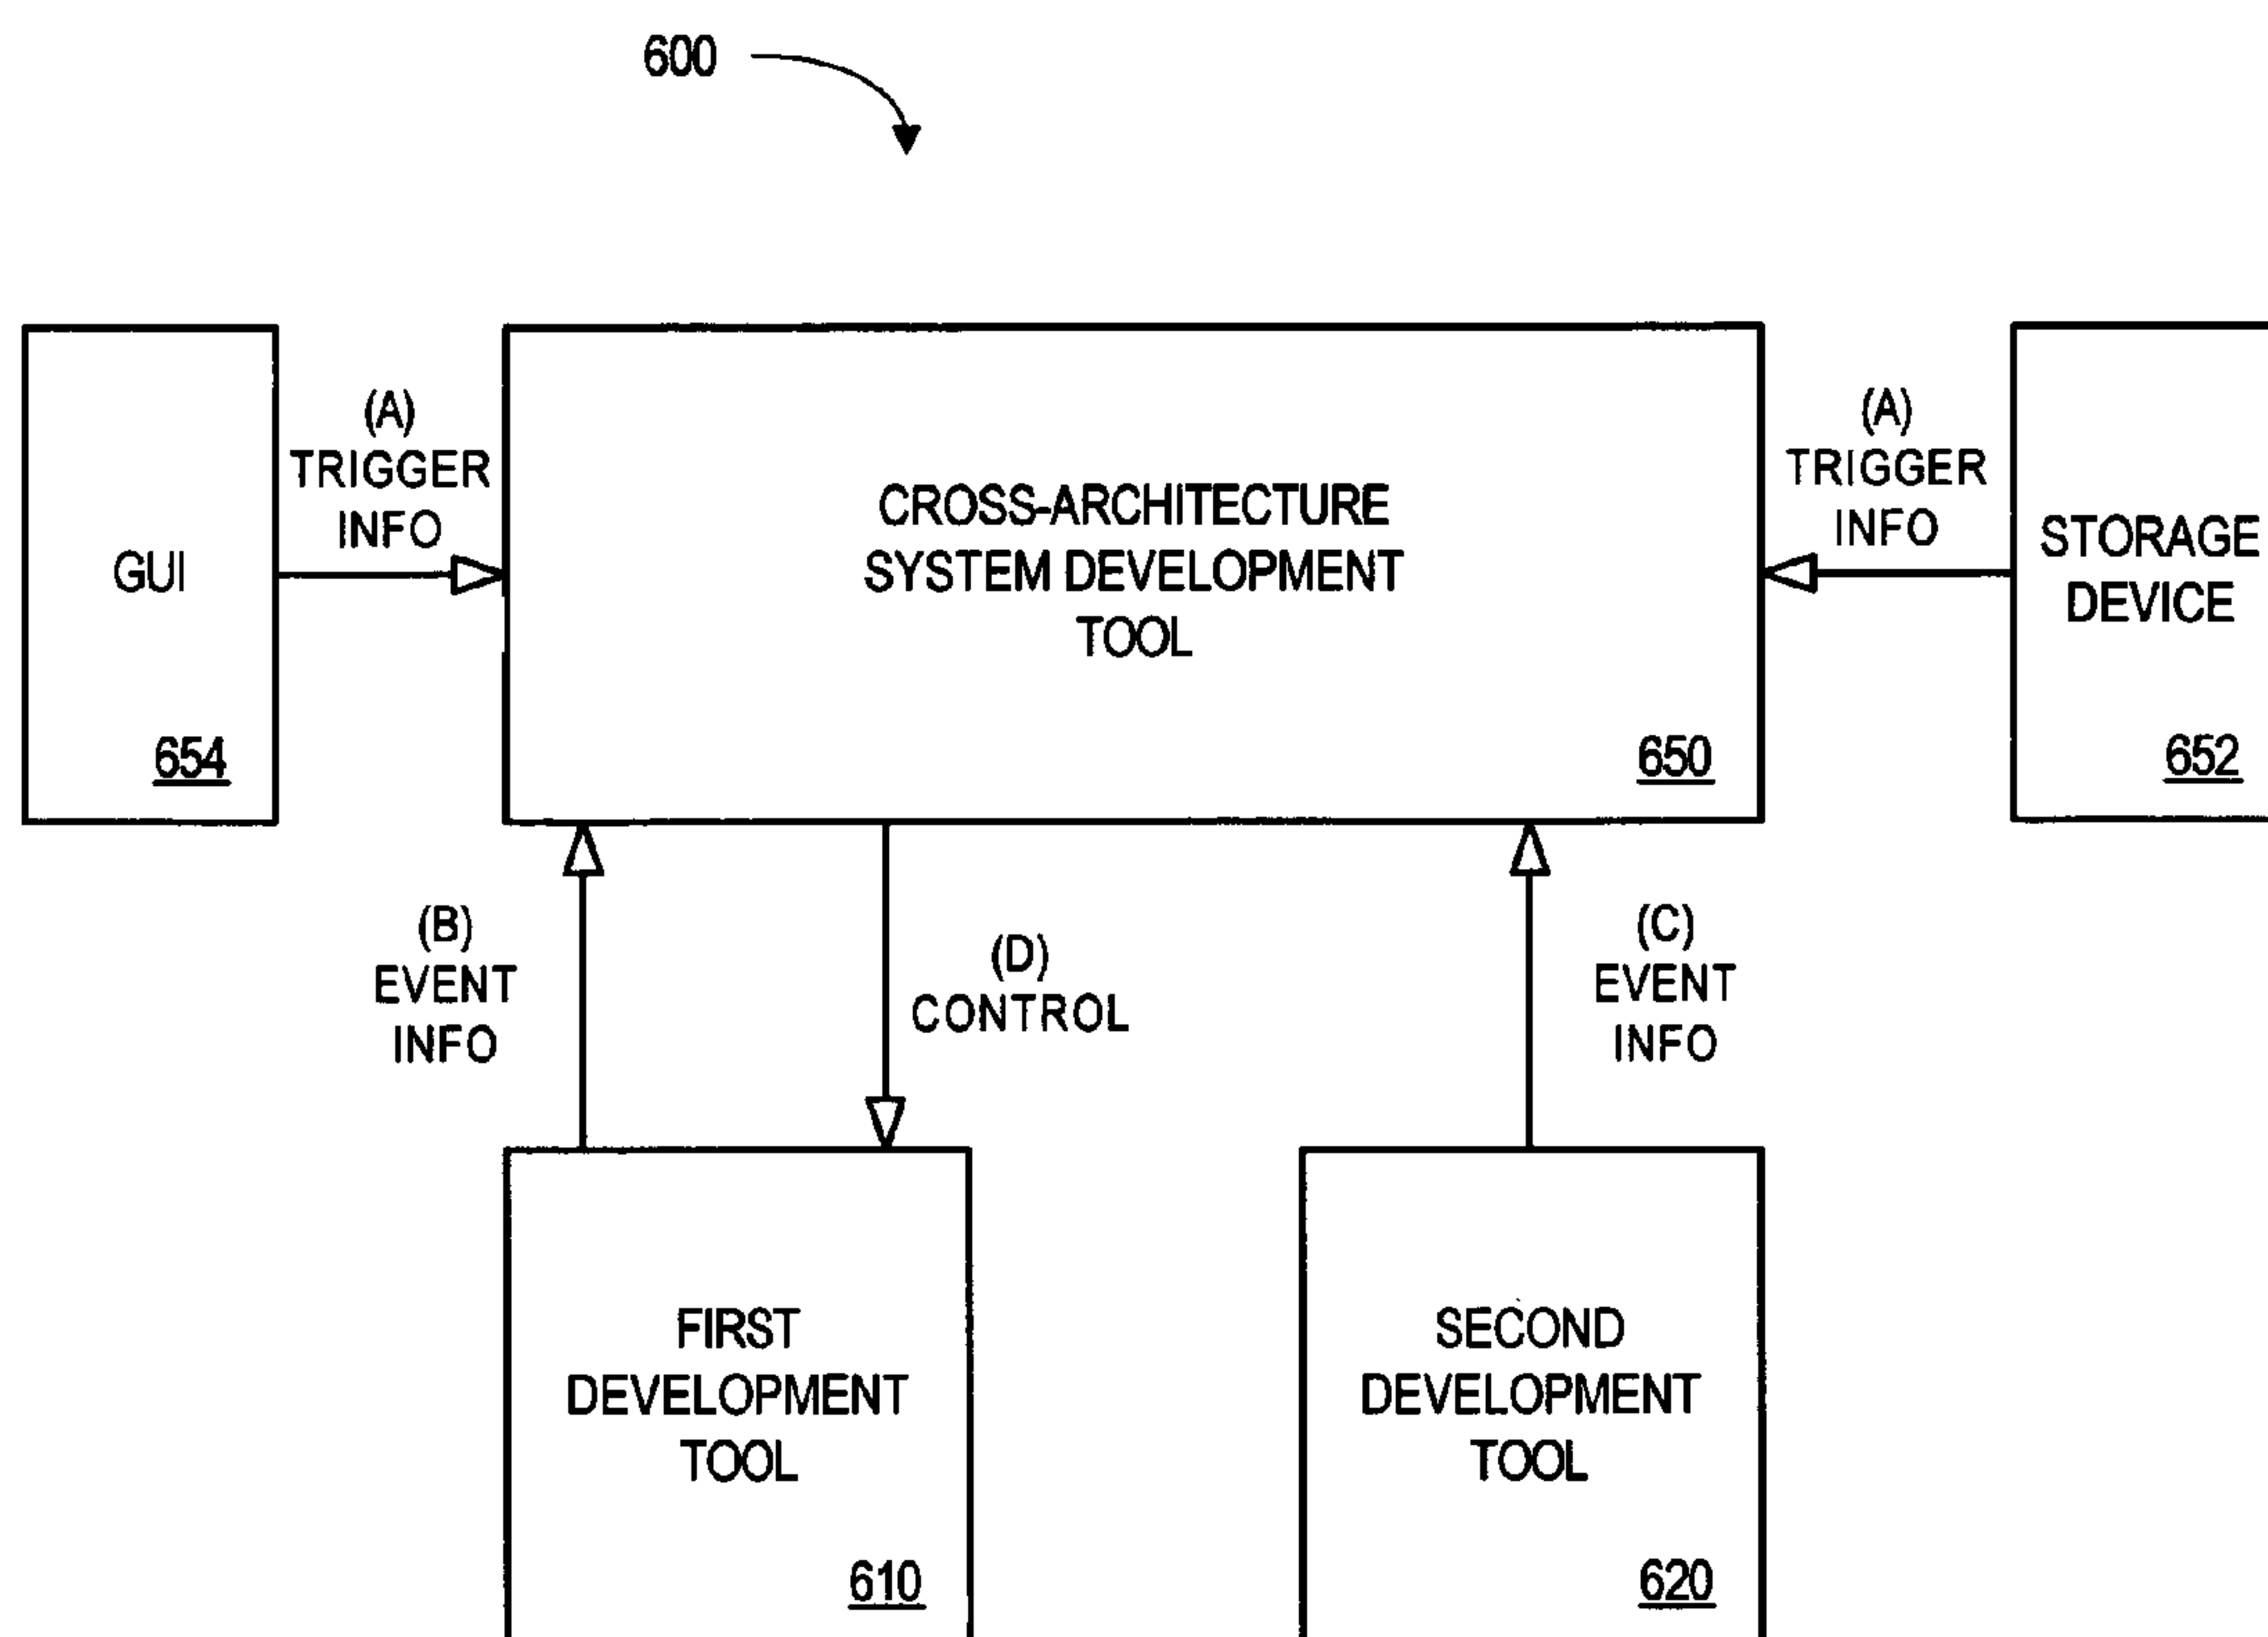 600
(A)
TRIGGER
INFO
GUI
654
CROSS-ARCHITECTURE
SYSTEM DEVELOPMENT
TOOL
650
(A)
TRIGGER
INFO
STORAGE
DEVICE
652
(B)
EVENT
INFO
(D)
CONTROL
(C)
EVENT
INFO
FIRST
DEVELOPMENT
TOOL
610
SECOND
DEVELOPMENT
TOOL
620